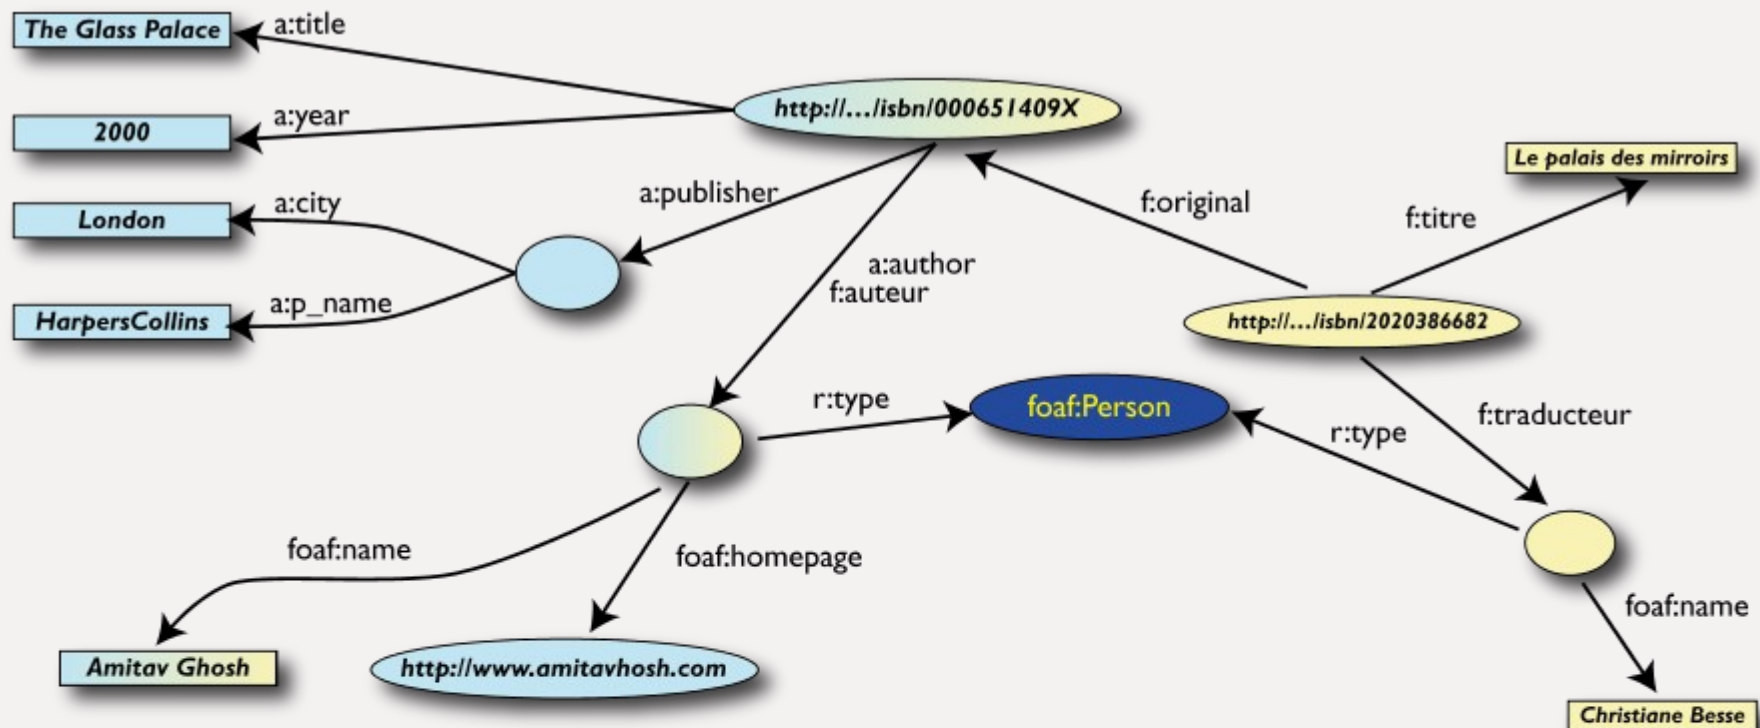 The Glass Palace
a:title
http://…/isbn/000651409X
2000
a:year
Le palais des mirroirs
a:publisher
f:original
f:titre
London
a:city
a:author
f:auteur
HarpersCollins
a:p_name
http://…/isbn/2020386682
r:type
foaf:Person
r:type
f:traducteur
foaf:name
foaf:homepage
foaf:name
Amitav Ghosh
http://www.amitavhosh.com
Christiane Besse